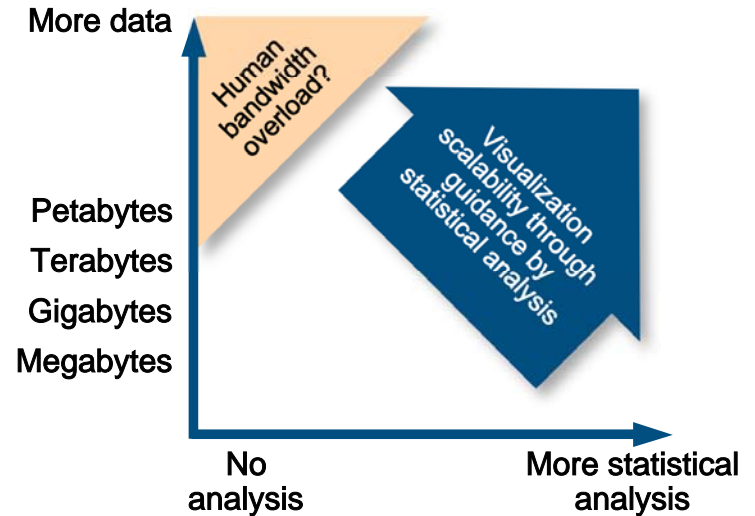 More data
Human
bandwidth
overload?
Visualization
scalability through
guidance by
statistical analysis
Petabytes
Terabytes
Gigabytes
Megabytes
No
analysis
More statistical
analysis